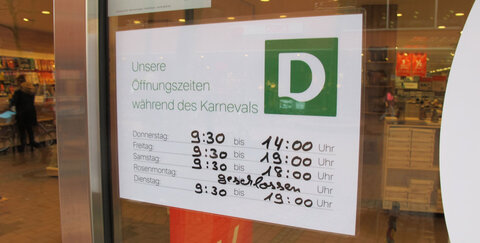 Unsere
Öffnungszeiten
während des Karnevals
D
Donnerstag: 9:30 bis 14:00 Uhr
Freitag: 9:30 bis 19:00 Uhr
Samstag: 9:30 bis 18:00 Uhr
Rosenmontag: geschlossen Uhr
Dienstag: 9:30 bis 19:00 Uhr